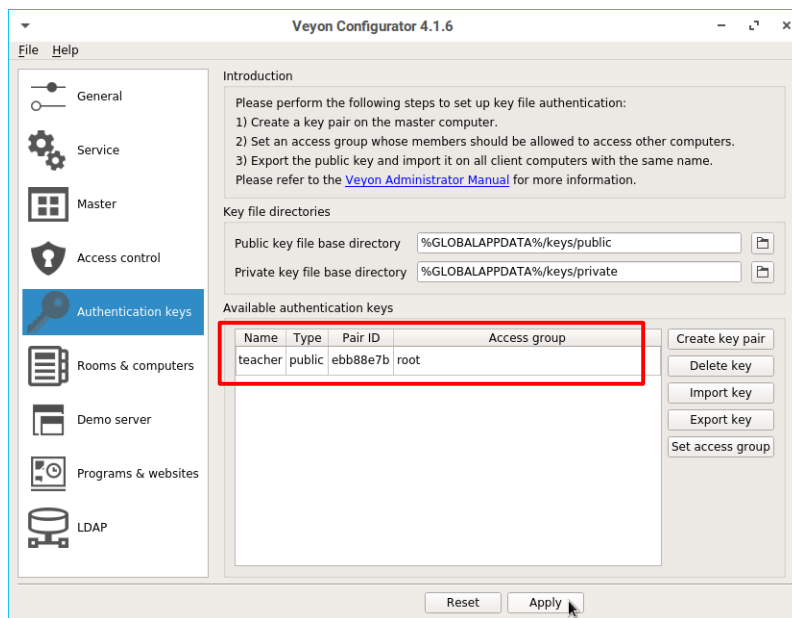 Veyon Configurator 4.1.6
File Help
General
Service
Master
Access control
Authentication keys
Rooms & computers
Demo server
Programs & websites
LDAP
Introduction
Please perform the following steps to set up key file authentication:
1) Create a key pair on the master computer.
2) Set an access group whose members should be allowed to access other computers.
3) Export the public key and import it on all client computers with the same name.
Please refer to the Veyon Administrator Manual for more information.
Key file directories
Public key file base directory %GLOBALAPPDATA%/keys/public
Private key file base directory %GLOBALAPPDATA%/keys/private
Available authentication keys
Name Type Pair ID Access group
teacher public ebb88e7b root
Create key pair
Delete key
Import key
Export key
Set access group
Reset Apply